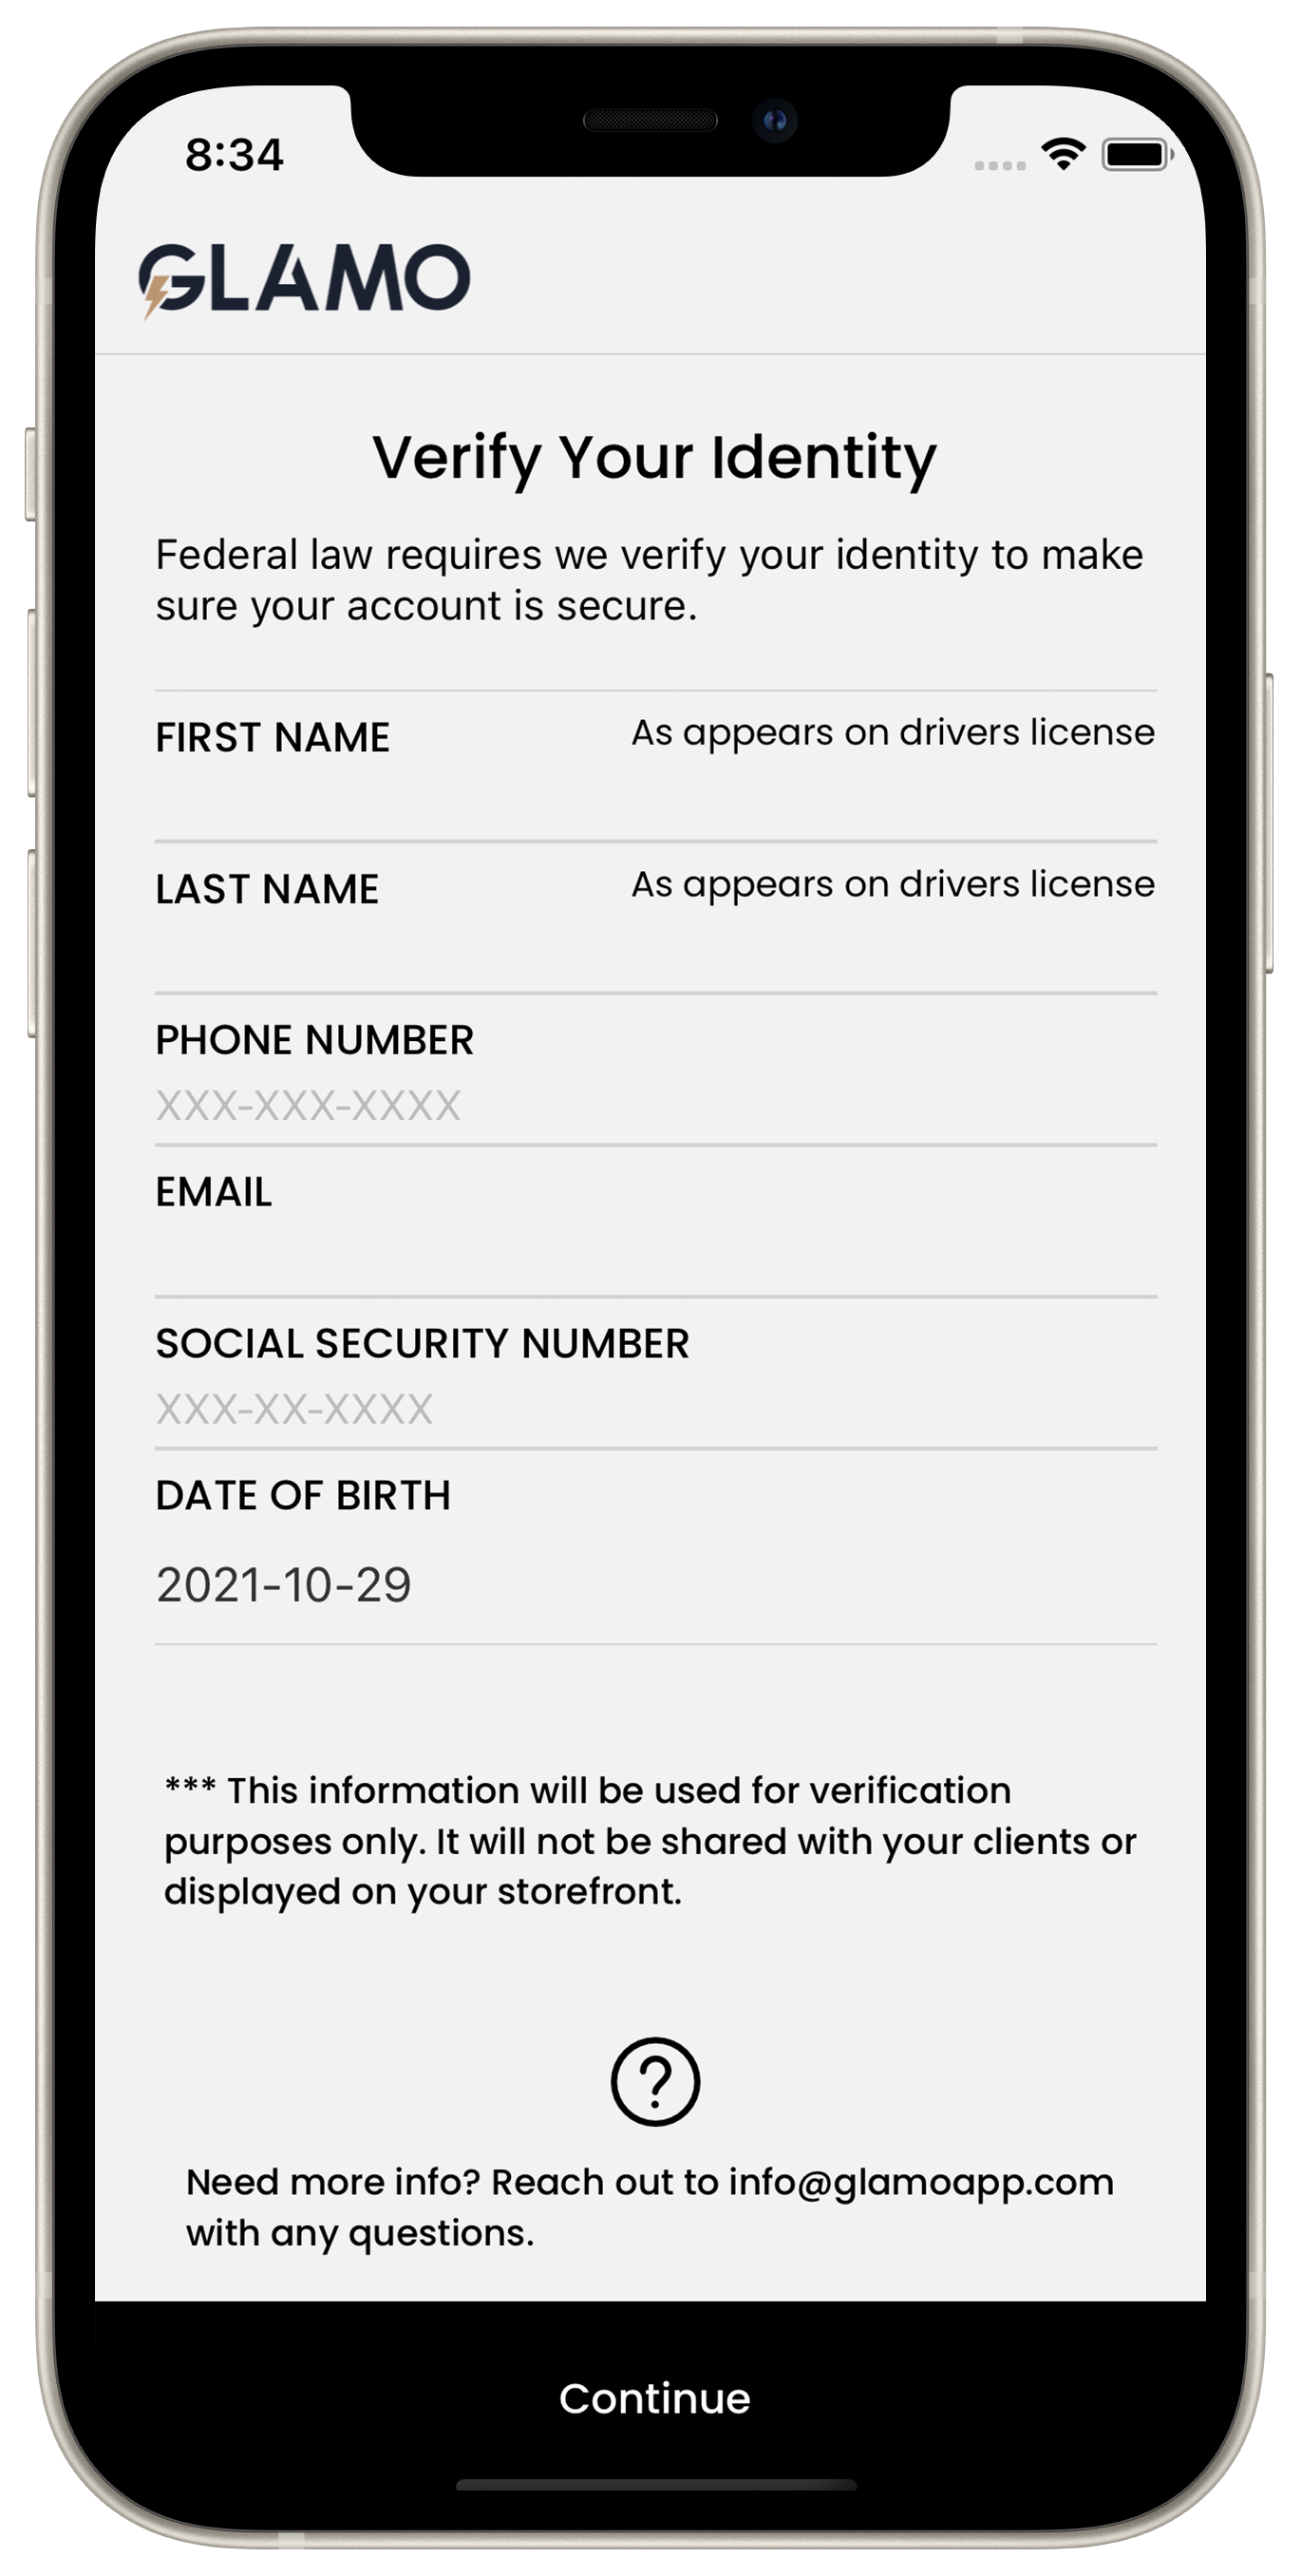 8:34
GLAMO
Verify Your Identity
Federal law requires we verify your identity to make
sure your account is secure.
FIRST NAME As appears on drivers license
LAST NAME As appears on drivers license
PHONE NUMBER
XXX-XXX-XXXX
EMAIL
SOCIAL SECURITY NUMBER
XXX-XX-XXXX
DATE OF BIRTH
2021-10-29
*** This information will be used for verification
purposes only. It will not be shared with your clients or
displayed on your storefront.
?
Need more info? Reach out to info@glamoapp.com
with any questions.
Continue